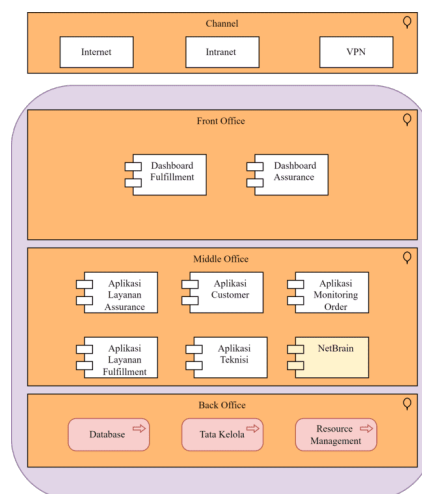 Channel
Internet
Intranet
VPN
Front Office
Dashboard
Fulfillment
Dashboard
Assurance
Middle Office
Aplikasi
Layanan
Assurance
Aplikasi
Customer
Aplikasi
Monitoring
Order
Aplikasi
Layanan
Fulfillment
Aplikasi
Teknisi
NetBrain
Back Office
Database
Tata Kelola
Resource
Management